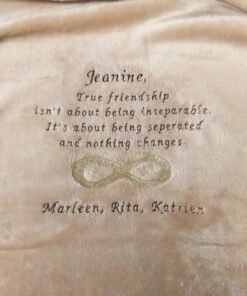 Jeanine,
True friendship
isn't about being inseparable.
It's about being seperated
and nothing changes
Marleen, Rita, Katrien